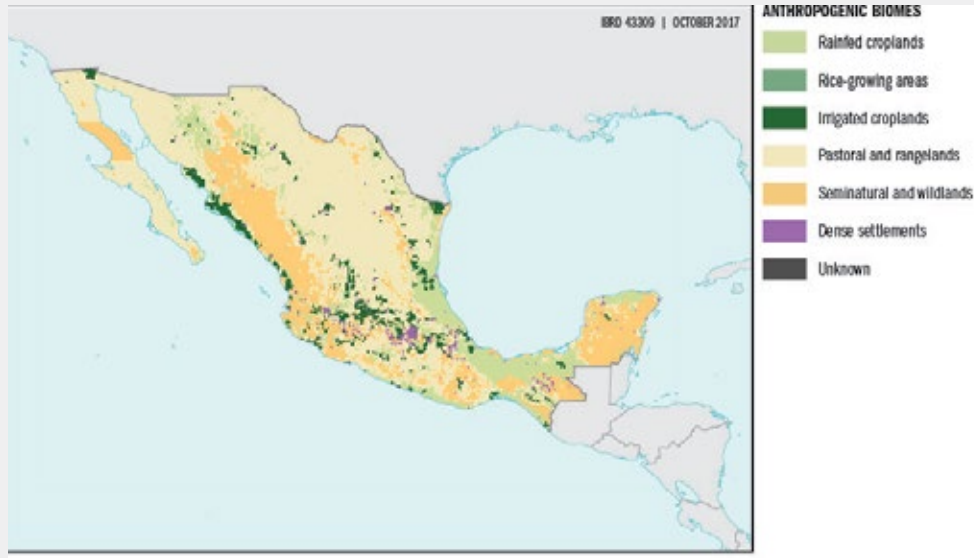 IBRD 43309 | OCTOBER 2017
ANTHROPOGENIC BIOMES
Rainfed croplands
Rice-growing areas
Irrigated croplands
Pastoral and rangelands
Seminatural and wildlands
Dense settlements
Unknown